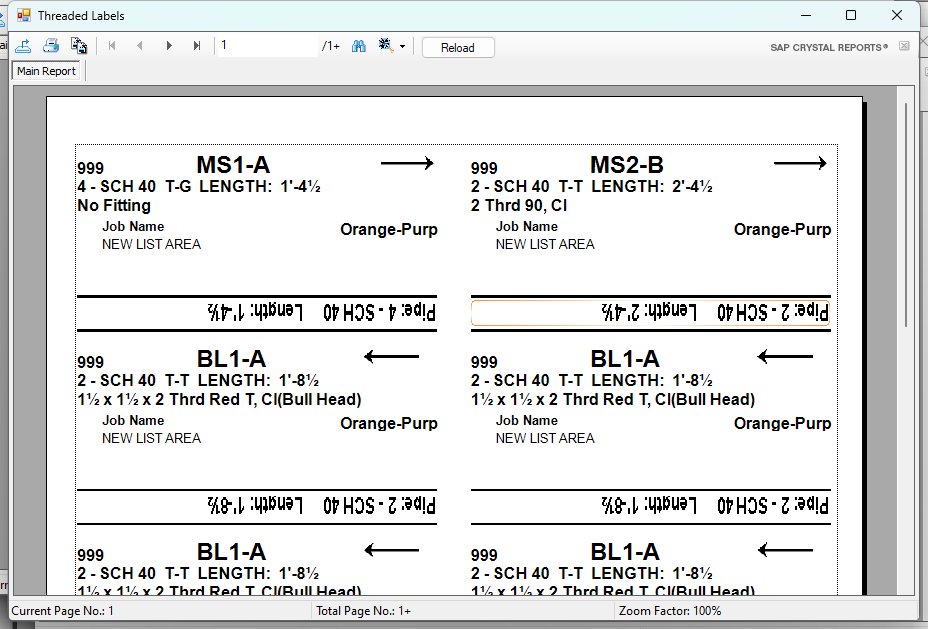 Threaded Labels
1 /1+ Reload SAP CRYSTAL REPORTS®
Main Report
999 MS1-A
4 - SCH 40 T-G LENGTH: 1'-4½
No Fitting
Job Name
NEW LIST AREA
Orange-Purp
Pipe: 4 - SCH 40 Length: 1'-4½
999 MS2-B
2 - SCH 40 T-T LENGTH: 2'-4½
2 Thrd 90, CI
Job Name
NEW LIST AREA
Orange-Purp
Pipe: 2 - SCH 40 Length: 2'-4½
999 BL1-A
2 - SCH 40 T-T LENGTH: 1'-8½
1½ x 1½ x 2 Thrd Red T, CI(Bull Head)
Job Name
NEW LIST AREA
Orange-Purp
Pipe: 2 - SCH 40 Length: 1'-8½
999 BL1-A
2 - SCH 40 T-T LENGTH: 1'-8½
1½ x 1½ x 2 Thrd Red T, CI(Bull Head)
Job Name
NEW LIST AREA
Orange-Purp
Pipe: 2 - SCH 40 Length: 1'-8½
999 BL1-A
2 - SCH 40 T-T LENGTH: 1'-8½
1½ x 1½ x 2 Thrd Red T, CI(Bull Head)
999 BL1-A
2 - SCH 40 T-T LENGTH: 1'-8½
1½ x 1½ x 2 Thrd Red T, CI(Bull Head)
Current Page No.: 1 Total Page No.: 1+ Zoom Factor: 100%